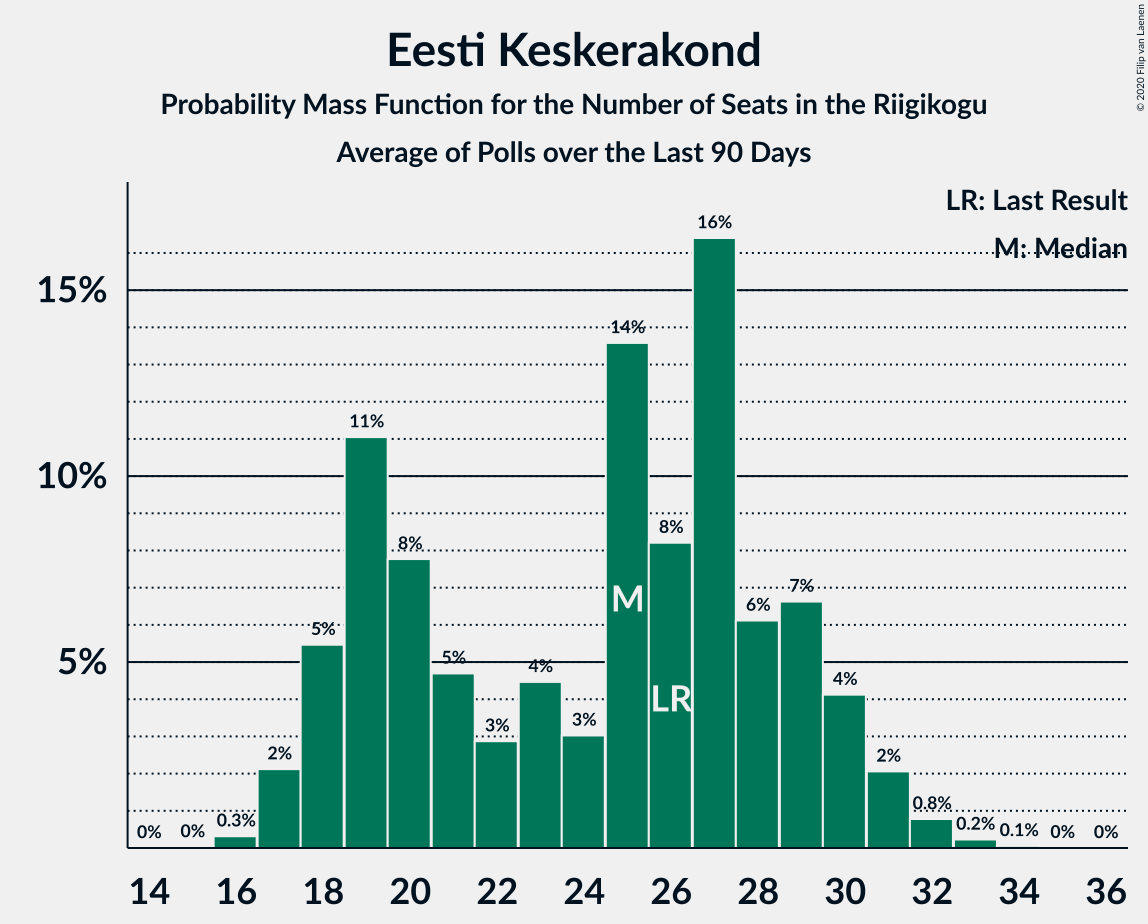 Eesti Keskerakond
Probability Mass Function for the Number of Seats in the Riigikogu
Average of Polls over the Last 90 Days
© 2020 Filip van Laenen
LR: Last Result
M: Median
15%
10%
5%
0%
0%
0.3%
2%
5%
11%
8%
5%
3%
4%
3%
14%
8%
16%
6%
7%
4%
2%
0.8%
0.2%
0.1%
0%
0%
M
LR
14 16 18 20 22 24 26 28 30 32 34 36